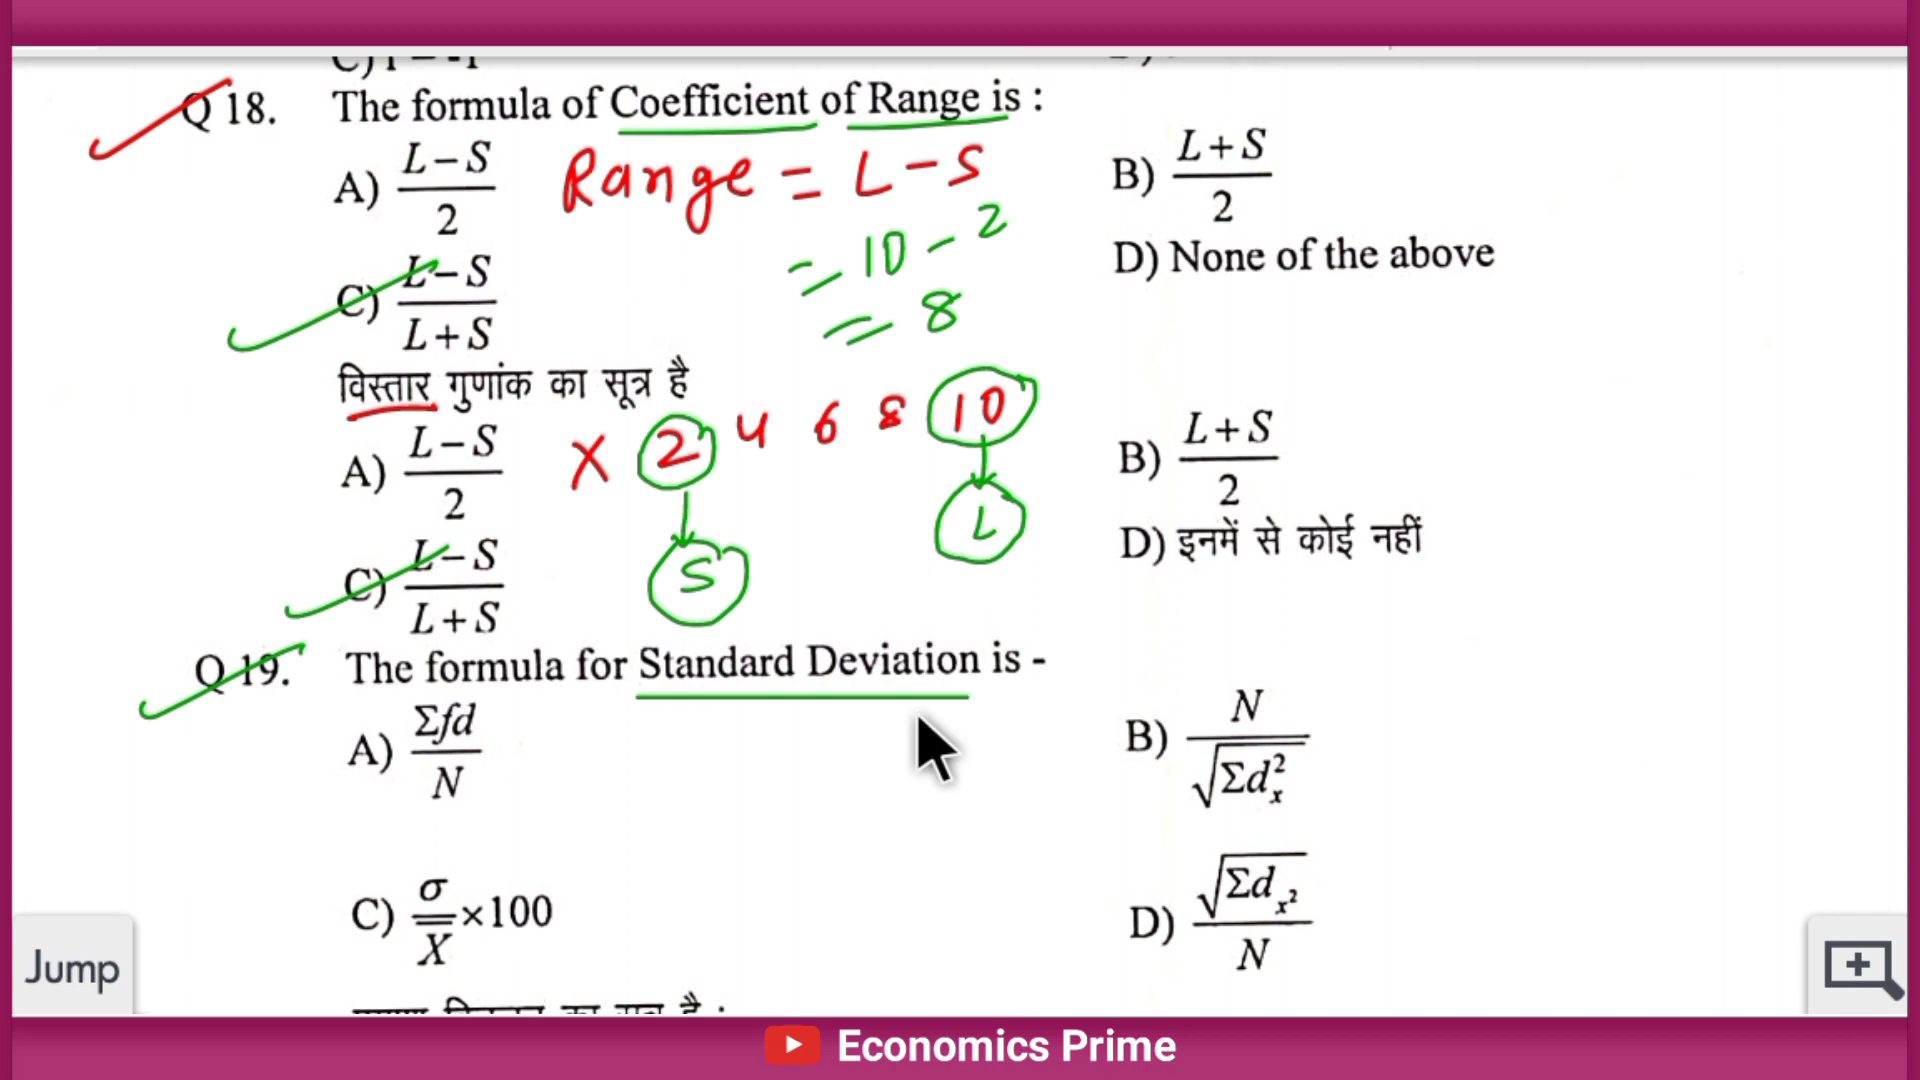 Q 18. The formula of Coefficient of Range is :
A) L-S / 2
Range = L-S
B) L+S / 2
= 10-2
= 8
C) L-S / L+S
D) None of the above
विस्तार गुणांक का सूत्र है
A) L-S / 2
X 2 4 6 8 10
S
L
B) L+S / 2
C) L-S / L+S
D) इनमें से कोई नहीं
Q 19. The formula for Standard Deviation is -
A) Σfd / N
B) N / √Σd²ₓ
C) σ / X̿ ×100
D) √Σd ₓ² / N
Jump
Economics Prime